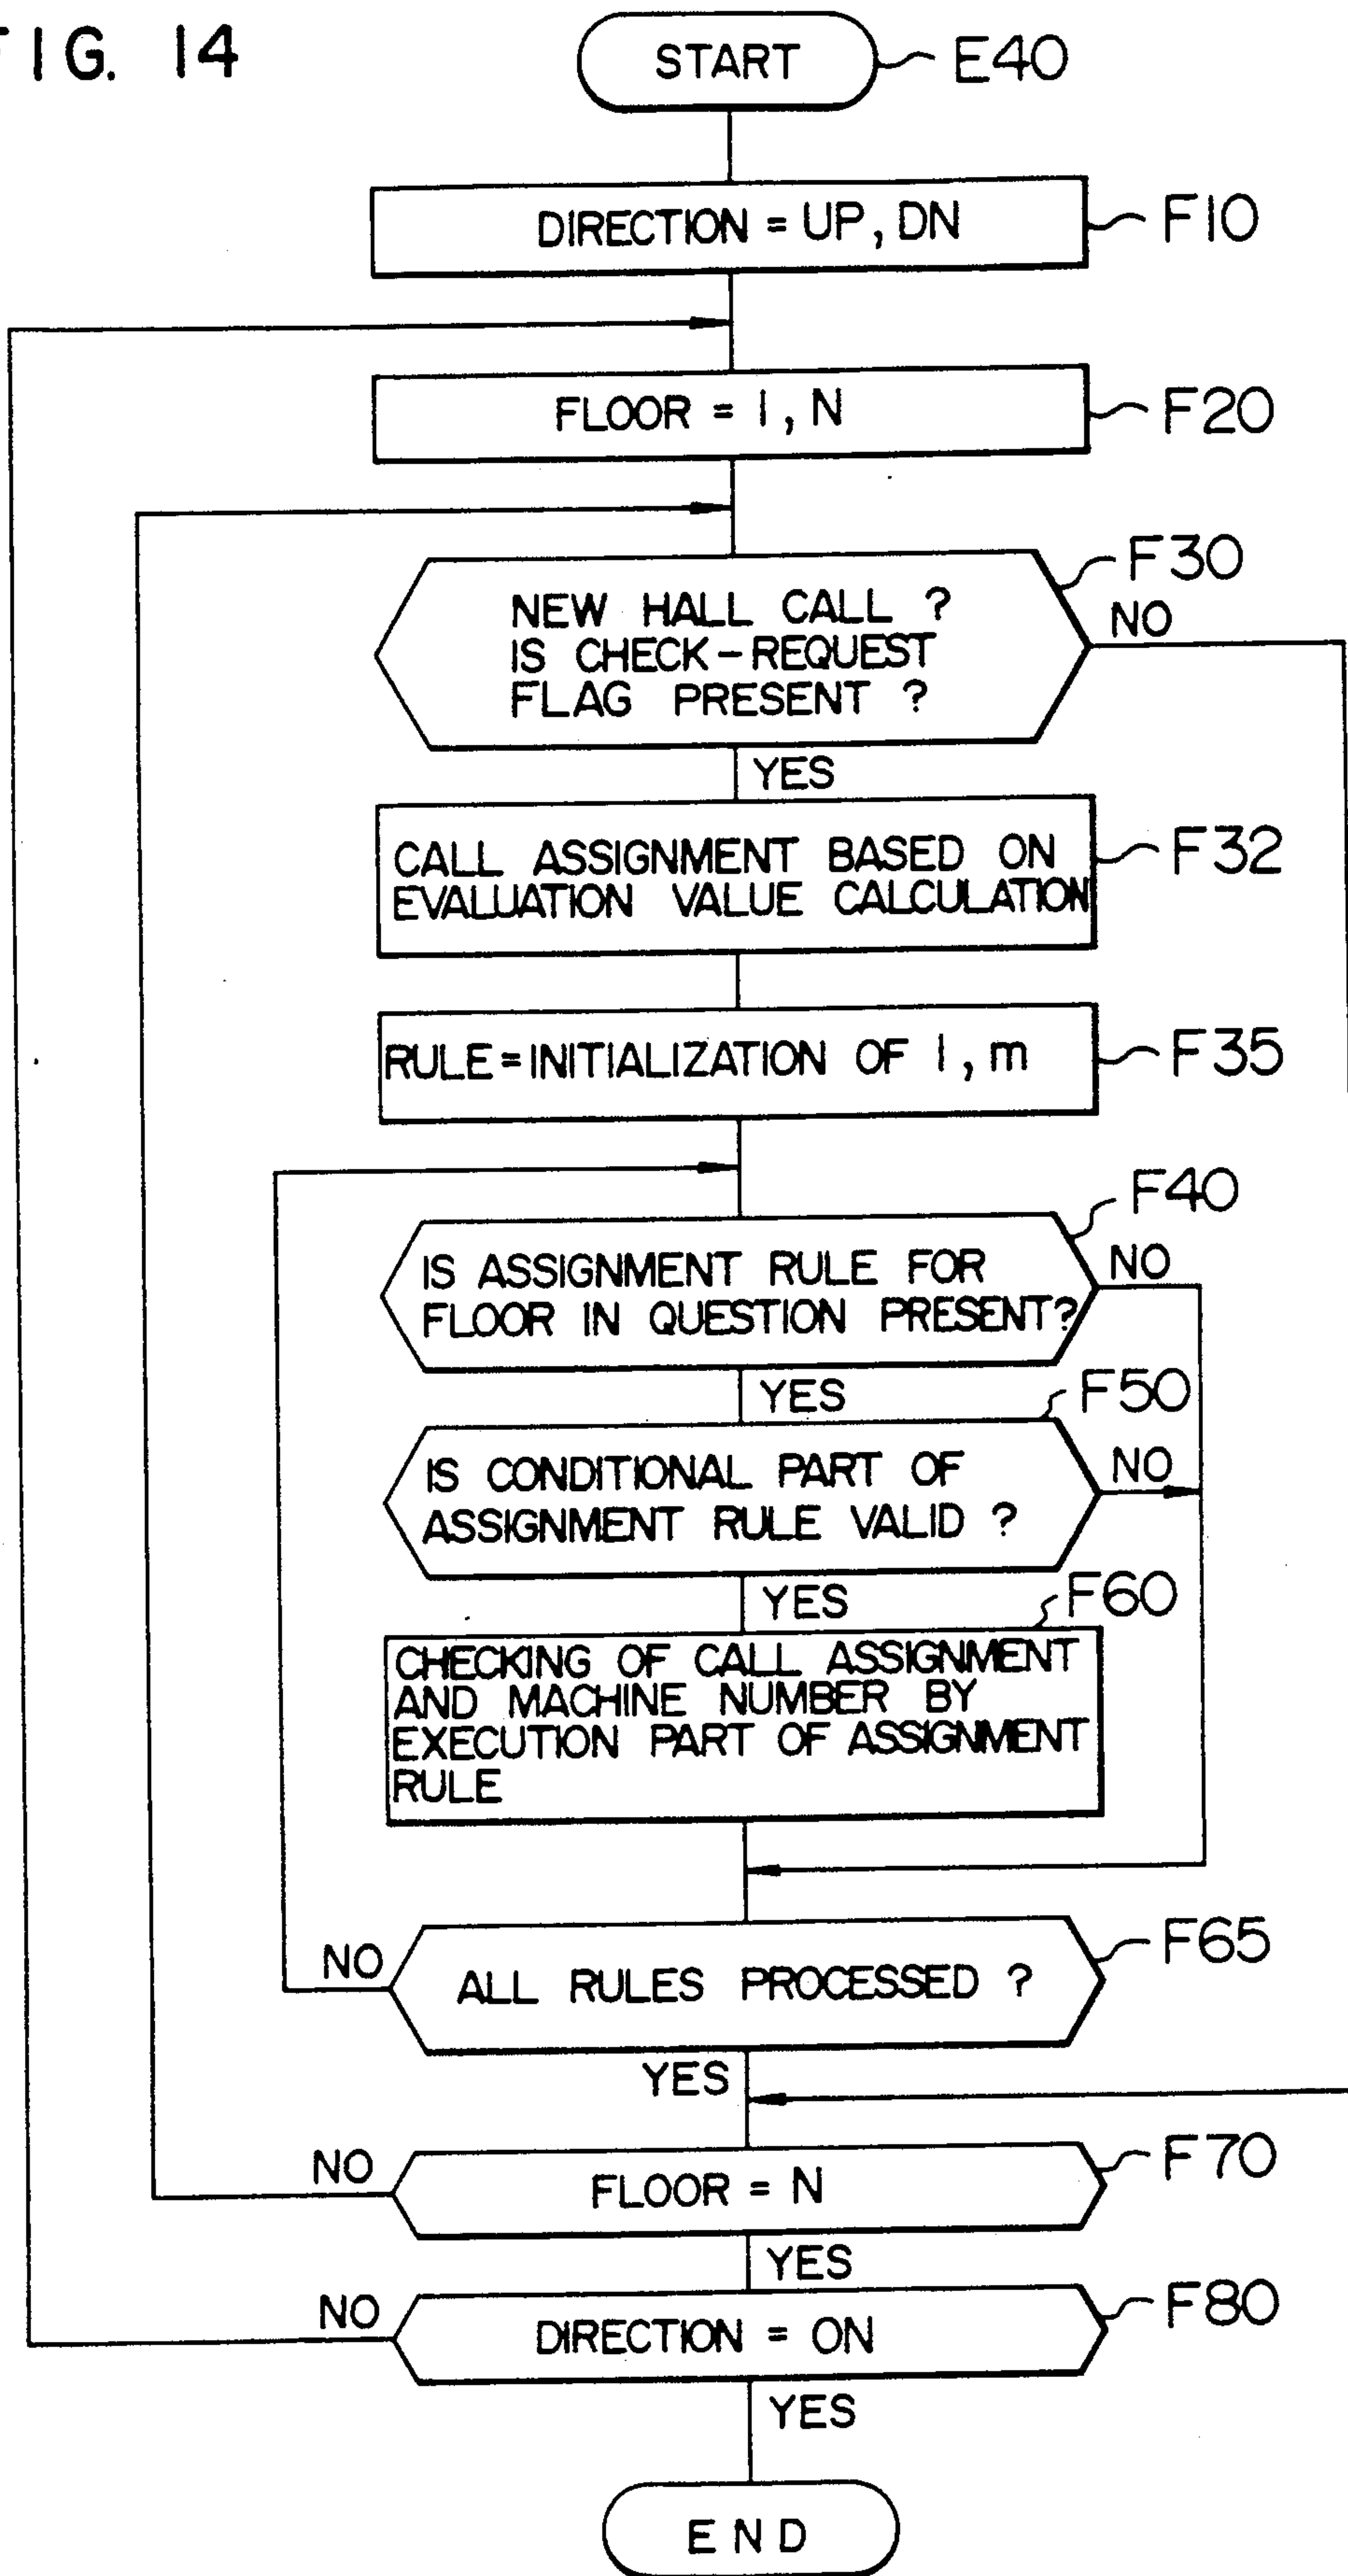 FIG. 14
START
E40
DIRECTION = UP, DN
F10
FLOOR = 1, N
F20
F30
NEW HALL CALL ?
IS CHECK-REQUEST
FLAG PRESENT ?
NO
YES
CALL ASSIGNMENT BASED ON
EVALUATION VALUE CALCULATION
F32
RULE = INITIALIZATION OF 1, m
F35
F40
IS ASSIGNMENT RULE FOR
FLOOR IN QUESTION PRESENT?
NO
YES
F50
IS CONDITIONAL PART OF
ASSIGNMENT RULE VALID ?
NO
YES
F60
CHECKING OF CALL ASSIGNMENT
AND MACHINE NUMBER BY
EXECUTION PART OF ASSIGNMENT
RULE
F65
NO
ALL RULES PROCESSED ?
YES
F70
NO
FLOOR = N
YES
F80
NO
DIRECTION = ON
YES
END